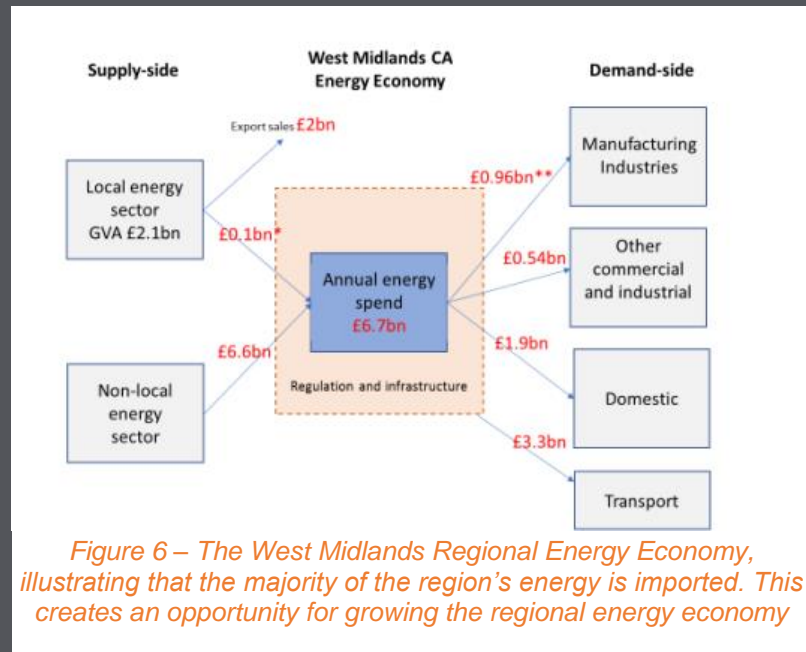 Supply-side
West Midlands CA
Energy Economy
Demand-side
Export sales £2bn
Local energy
sector
GVA £2.1bn
£0.1bn*
Non-local
energy
sector
£6.6bn
Annual energy
spend
£6.7bn
Regulation and infrastructure
£0.96bn**
Manufacturing
Industries
£0.54bn
Other
commercial
and industrial
£1.9bn
Domestic
£3.3bn
Transport
Figure 6 – The West Midlands Regional Energy Economy,
illustrating that the majority of the region's energy is imported. This
creates an opportunity for growing the regional energy economy